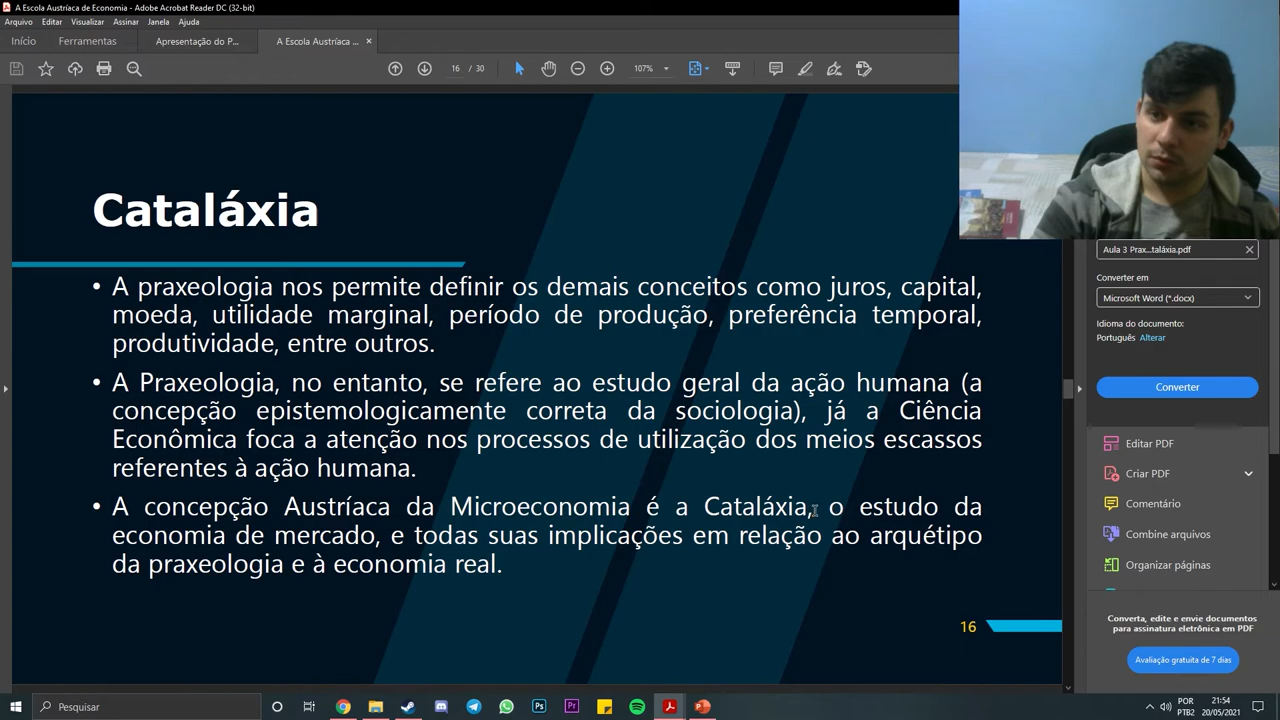 A Escola Austríaca de Economia - Adobe Acrobat Reader DC (32-bit)
Arquivo Editar Visualizar Assinar Janela Ajuda
Início Ferramentas Apresentação do P... A Escola Austríaca ...
16 / 30 107%
Cataláxia
• A praxeologia nos permite definir os demais conceitos como juros, capital,
moeda, utilidade marginal, período de produção, preferência temporal,
produtividade, entre outros.
• A Praxeologia, no entanto, se refere ao estudo geral da ação humana (a
concepção epistemologicamente correta da sociologia), já a Ciência
Econômica foca a atenção nos processos de utilização dos meios escassos
referentes à ação humana.
• A concepção Austríaca da Microeconomia é a Cataláxia, o estudo da
economia de mercado, e todas suas implicações em relação ao arquétipo
da praxeologia e à economia real.
16
Aula 3 Prax...taláxia.pdf
Converter em
Microsoft Word (*.docx)
Idioma do documento:
Português Alterar
Converter
Editar PDF
Criar PDF
Comentário
Combine arquivos
Organizar páginas
Converta, edite e envie documentos
para assinatura eletrônica em PDF
Avaliação gratuita de 7 dias
Pesquisar
Ps
Pr
POR
PTB2
21:54
20/05/2021